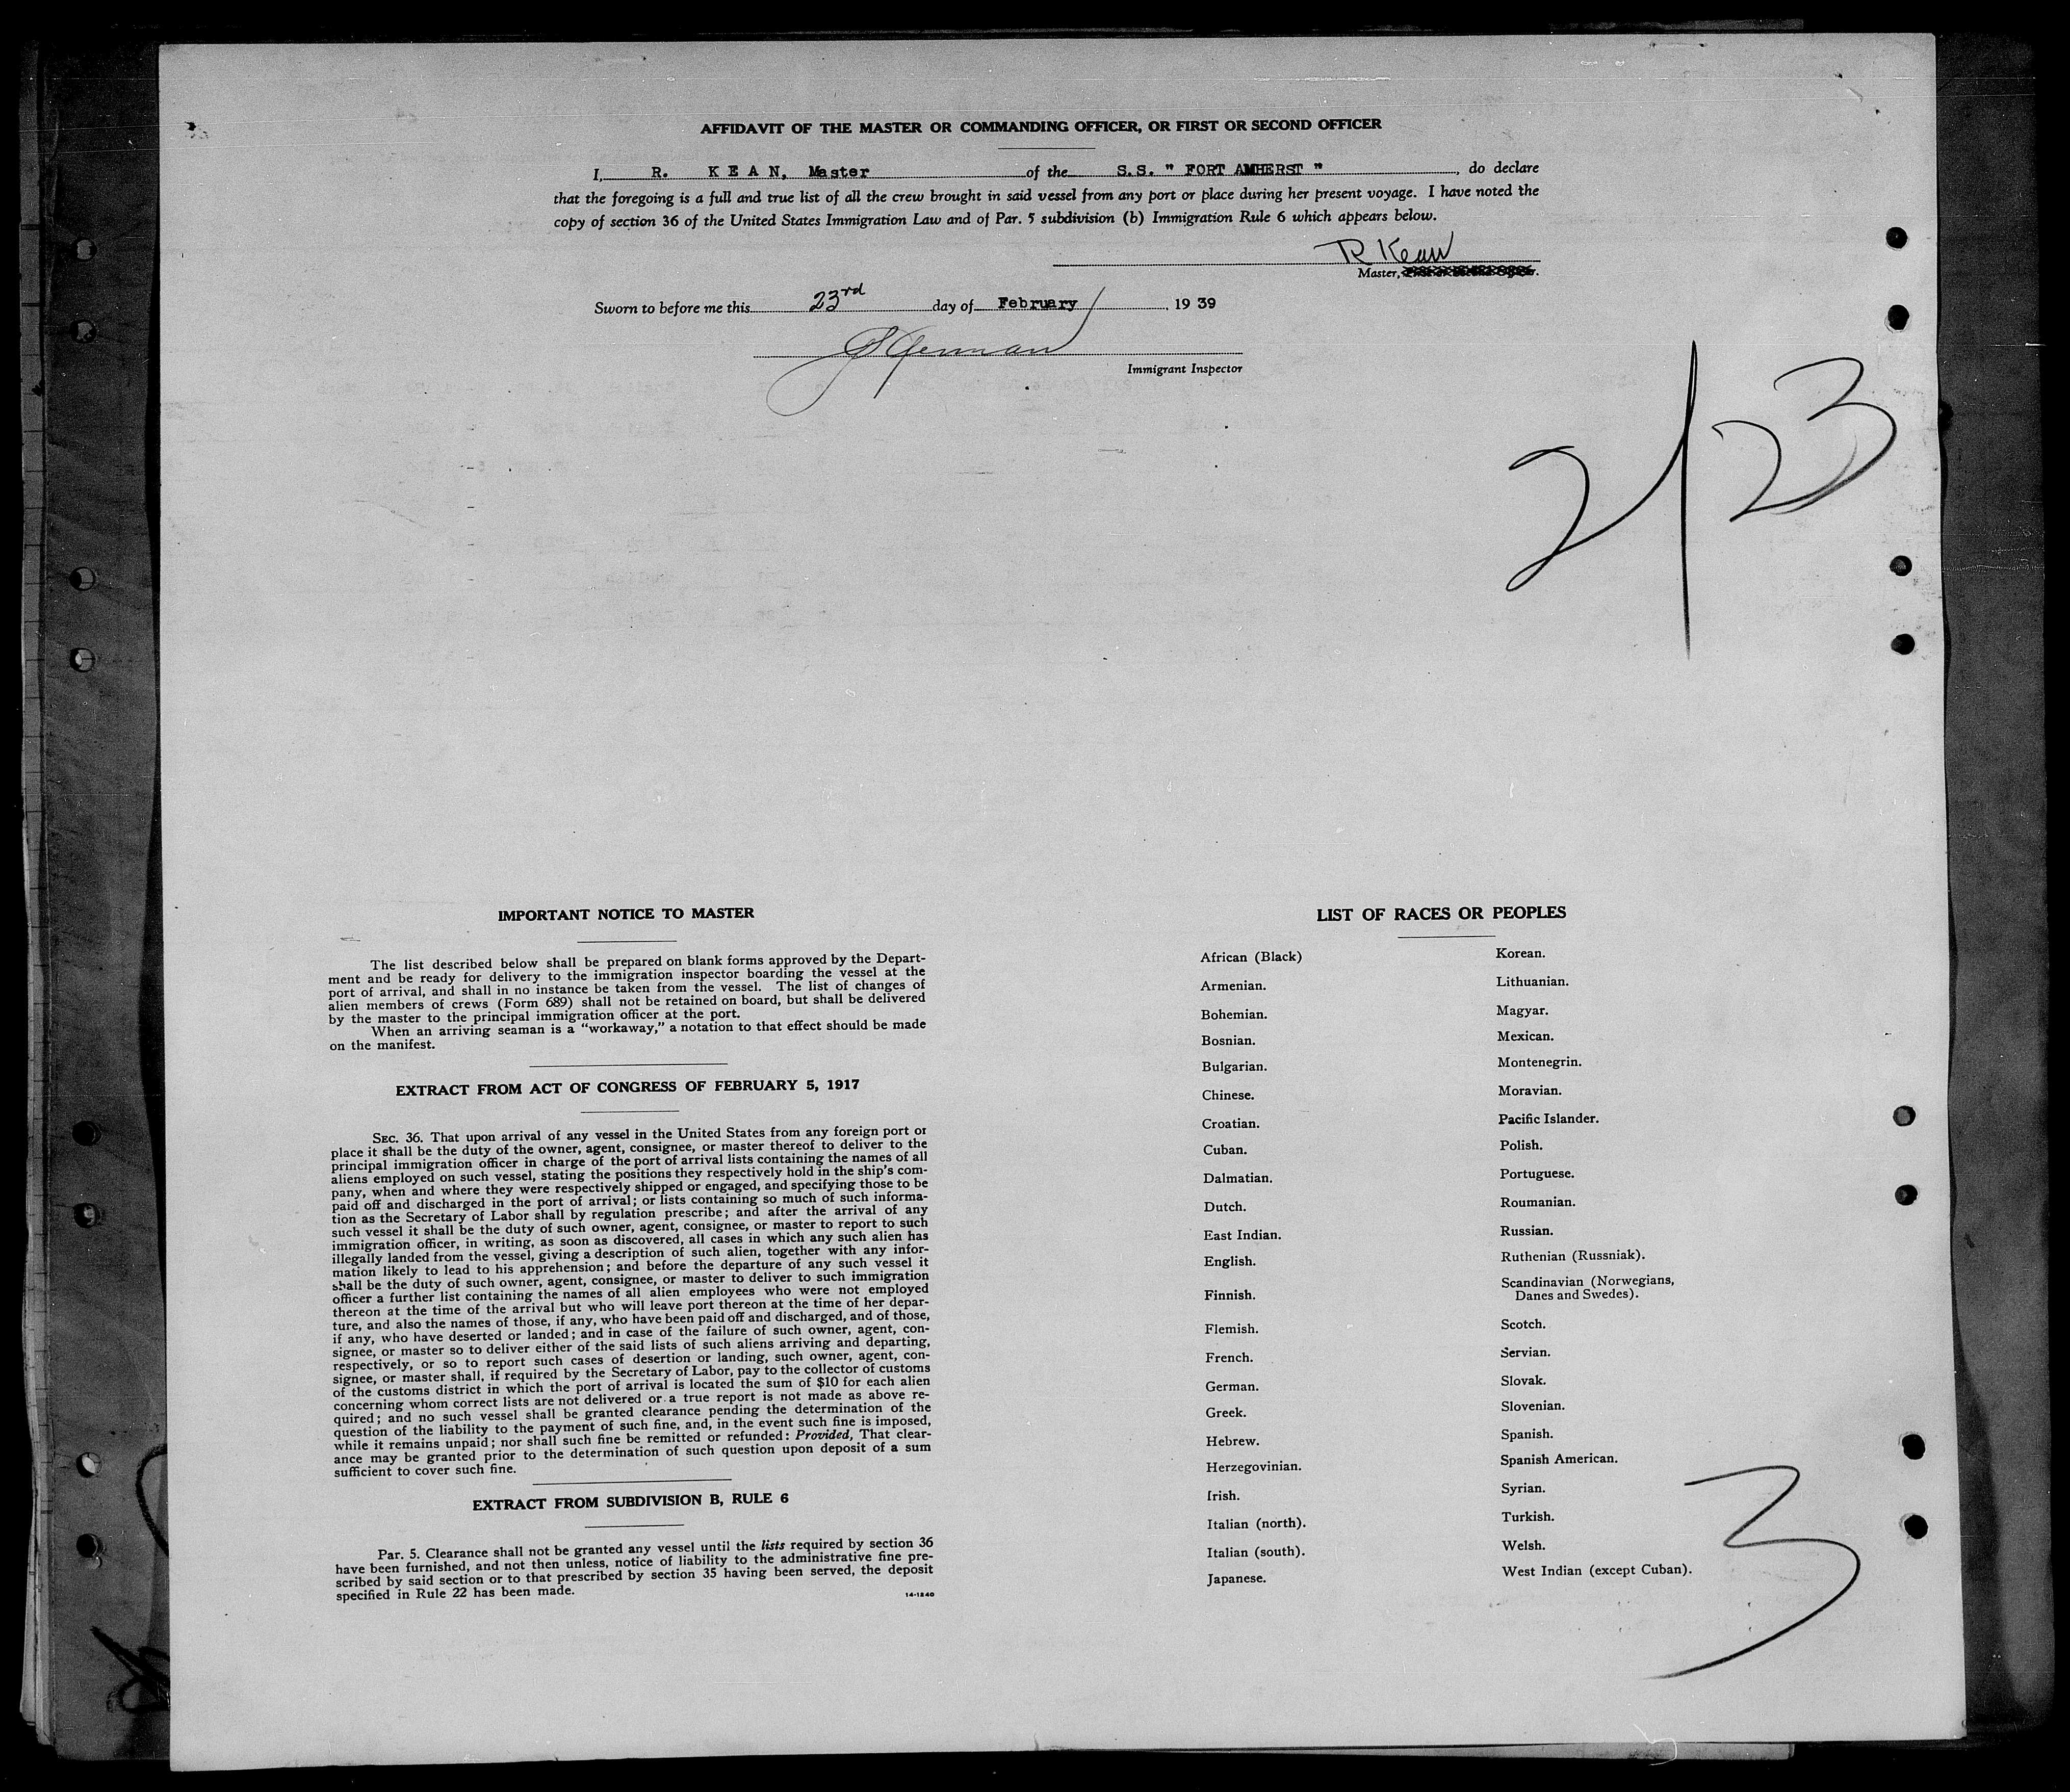 AFFIDAVIT OF THE MASTER OR COMMANDING OFFICER, OR FIRST OR SECOND OFFICER
I, R. K E A N, Master of the S.S. " FORT AMHERST ", do declare
that the foregoing is a full and true list of all the crew brought in said vessel from any port or place during her present voyage. I have noted the
copy of section 36 of the United States Immigration Law and of Par. 5 subdivision (b) Immigration Rule 6 which appears below.
R Kean
Master,
Sworn to before me this 23rd day of February, 1939
Immigrant Inspector
2/23
IMPORTANT NOTICE TO MASTER
The list described below shall be prepared on blank forms approved by the Depart-
ment and be ready for delivery to the immigration inspector boarding the vessel at the
port of arrival, and shall in no instance be taken from the vessel. The list of changes of
alien members of crews (Form 689) shall not be retained on board, but shall be delivered
by the master to the principal immigration officer at the port.
When an arriving seaman is a "workaway," a notation to that effect should be made
on the manifest.
EXTRACT FROM ACT OF CONGRESS OF FEBRUARY 5, 1917
SEC. 36. That upon arrival of any vessel in the United States from any foreign port or
place it shall be the duty of the owner, agent, consignee, or master thereof to deliver to the
principal immigration officer in charge of the port of arrival lists containing the names of all
aliens employed on such vessel, stating the positions they respectively hold in the ship's com-
pany, when and where they were respectively shipped or engaged, and specifying those to be
paid off and discharged in the port of arrival; or lists containing so much of such informa-
tion as the Secretary of Labor shall by regulation prescribe; and after the arrival of any
such vessel it shall be the duty of such owner, agent, consignee, or master to report to such
immigration officer, in writing, as soon as discovered, all cases in which any such alien has
illegally landed from the vessel, giving a description of such alien, together with any infor-
mation likely to lead to his apprehension; and before the departure of any such vessel it
shall be the duty of such owner, agent, consignee, or master to deliver to such immigration
officer a further list containing the names of all alien employees who were not employed
thereon at the time of the arrival but who will leave port thereon at the time of her depar-
ture, and also the names of those, if any, who have been paid off and discharged, and of those,
if any, who have deserted or landed; and in case of the failure of such owner, agent, con-
signee, or master so to deliver either of the said lists of such aliens arriving and departing,
respectively, or so to report such cases of desertion or landing, such owner, agent, con-
signee, or master shall, if required by the Secretary of Labor, pay to the collector of customs
of the customs district in which the port of arrival is located the sum of $10 for each alien
concerning whom correct lists are not delivered or a true report is not made as above re-
quired; and no such vessel shall be granted clearance pending the determination of the
question of the liability to the payment of such fine, and, in the event such fine is imposed,
while it remains unpaid; nor shall such fine be remitted or refunded: Provided, That clear-
ance may be granted prior to the determination of such question upon deposit of a sum
sufficient to cover such fine.
EXTRACT FROM SUBDIVISION B, RULE 6
Par. 5. Clearance shall not be granted any vessel until the lists required by section 36
have been furnished, and not then unless, notice of liability to the administrative fine pre-
scribed by said section or to that prescribed by section 35 having been served, the deposit
specified in Rule 22 has been made.
14-1240
LIST OF RACES OR PEOPLES
African (Black)
Armenian.
Bohemian.
Bosnian.
Bulgarian.
Chinese.
Croatian.
Cuban.
Dalmatian.
Dutch.
East Indian.
English.
Finnish.
Flemish.
French.
German.
Greek.
Hebrew.
Herzegovinian.
Irish.
Italian (north).
Italian (south).
Japanese.
Korean.
Lithuanian.
Magyar.
Mexican.
Montenegrin.
Moravian.
Pacific Islander.
Polish.
Portuguese.
Roumanian.
Russian.
Ruthenian (Russniak).
Scandinavian (Norwegians,
Danes and Swedes).
Scotch.
Servian.
Slovak.
Slovenian.
Spanish.
Spanish American.
Syrian.
Turkish.
Welsh.
West Indian (except Cuban).
3